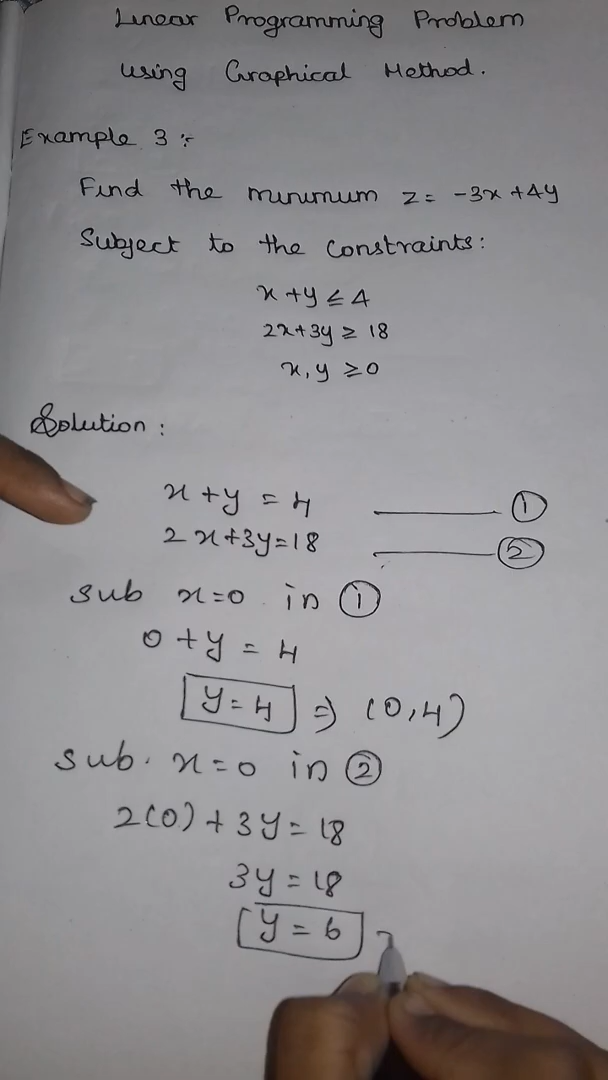 Linear Programming Problem
using Graphical Method.
Example 3 :-
Find the minimum z = -3x + 4y
Subject to the constraints:
x + y ≤ 4
2x + 3y ≥ 18
x, y ≥ 0
Solution :
x + y = 4 ——— ①
2x + 3y = 18 ——— ②
sub x = 0 in ①
0 + y = 4
y = 4 ⇒ (0, 4)
sub. x = 0 in ②
2(0) + 3y = 18
3y = 18
y = 6